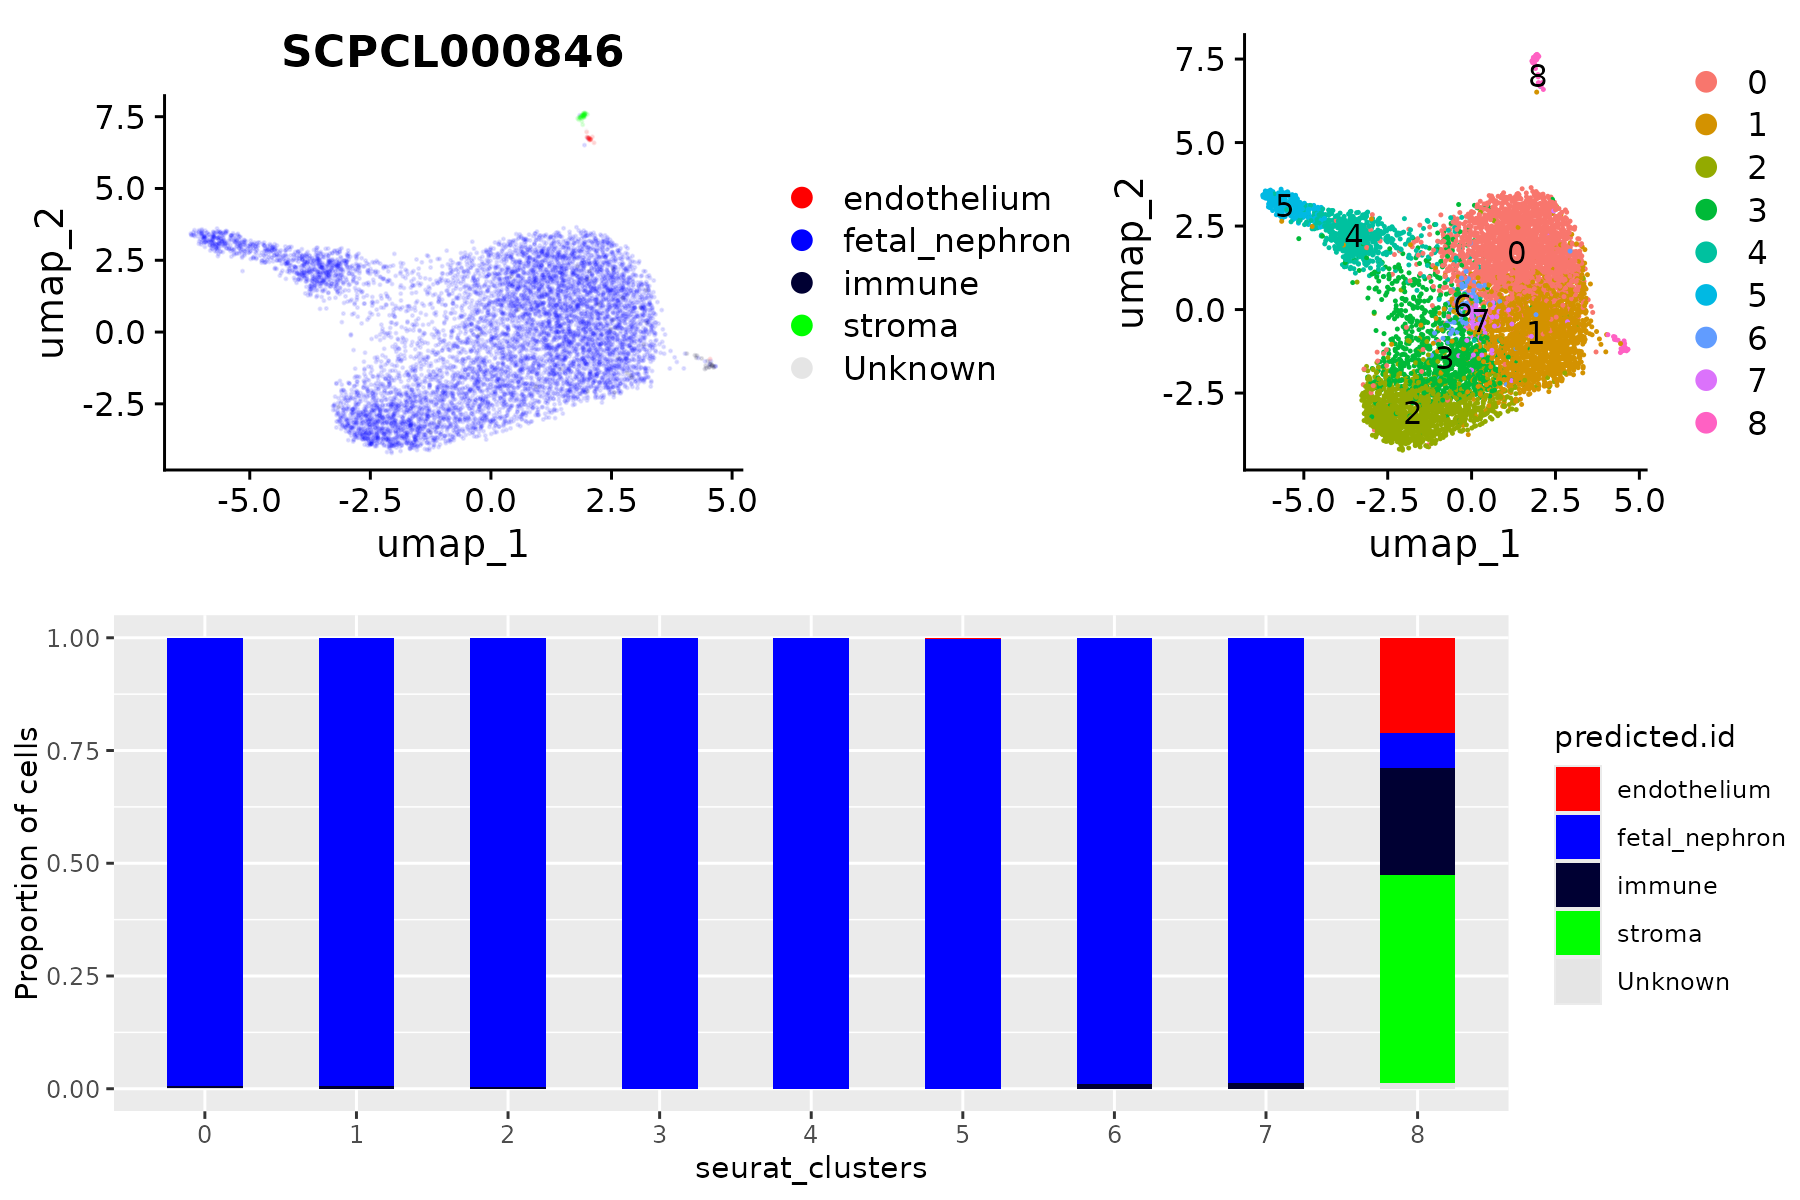 SCPCL000846
7.5
5.0
2.5
0.0
-2.5
umap_2
-5.0 -2.5 0.0 2.5 5.0
umap_1
endothelium
fetal_nephron
immune
stroma
Unknown
7.5
5.0
2.5
0.0
-2.5
umap_2
8
5
4
0
6
7
1
3
2
-5.0 -2.5 0.0 2.5 5.0
umap_1
0
1
2
3
4
5
6
7
8
1.00
0.75
0.50
0.25
0.00
Proportion of cells
0 1 2 3 4 5 6 7 8
seurat_clusters
predicted.id
endothelium
fetal_nephron
immune
stroma
Unknown